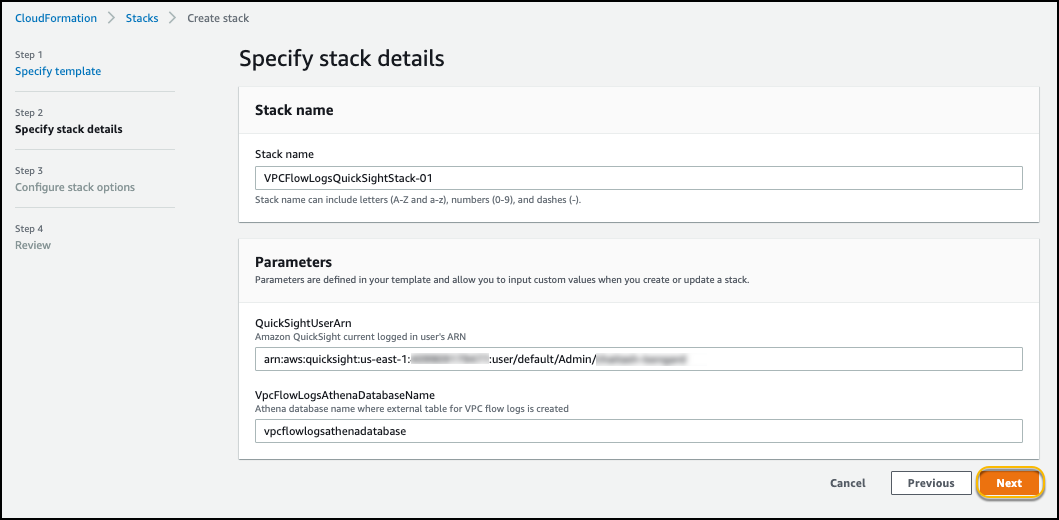 CloudFormation > Stacks > Create stack
Step 1
Specify template
Step 2
Specify stack details
Step 3
Configure stack options
Step 4
Review
Specify stack details
Stack name
Stack name
VPCFlowLogsQuickSightStack-01
Stack name can include letters (A-Z and a-z), numbers (0-9), and dashes (-).
Parameters
Parameters are defined in your template and allow you to input custom values when you create or update a stack.
QuickSightUserArn
Amazon QuickSight current logged in user's ARN
arn:aws:quicksight:us-east-1: :user/default/Admin/
VpcFlowLogsAthenaDatabaseName
Athena database name where external table for VPC flow logs is created
vpcflowlogsathenadatabase
Cancel Previous Next